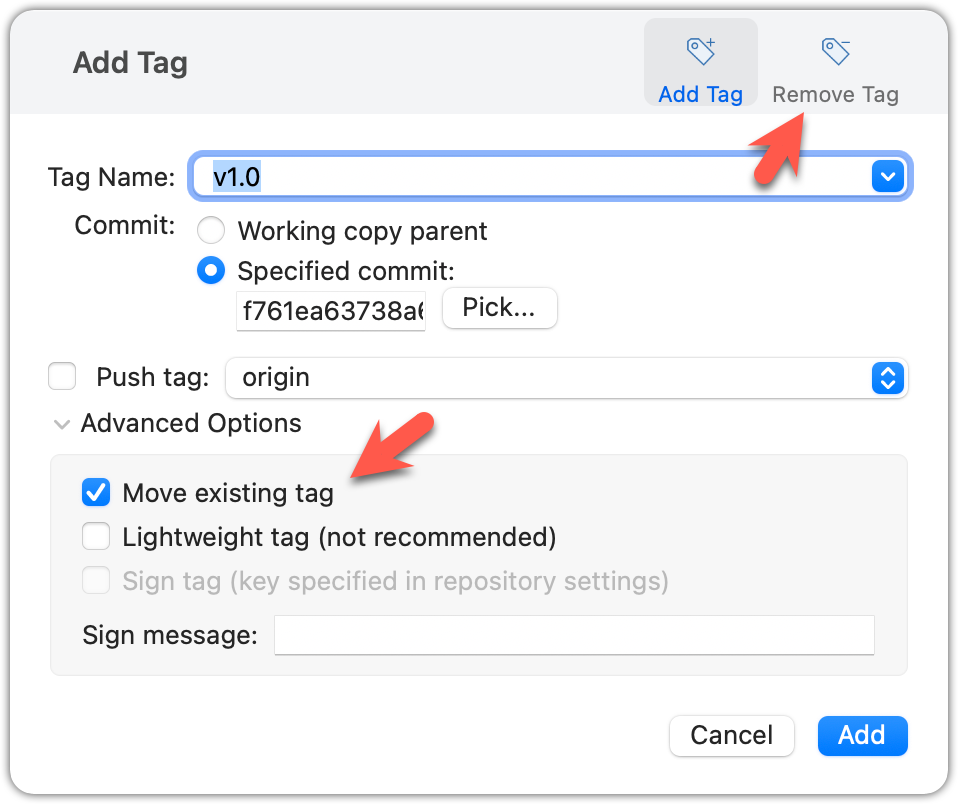 Add Tag
Add Tag
Remove Tag
Tag Name: v1.0
Commit:
Working copy parent
Specified commit:
f761ea63738a6 Pick...
Push tag: origin
Advanced Options
Move existing tag
Lightweight tag (not recommended)
Sign tag (key specified in repository settings)
Sign message:
Cancel Add